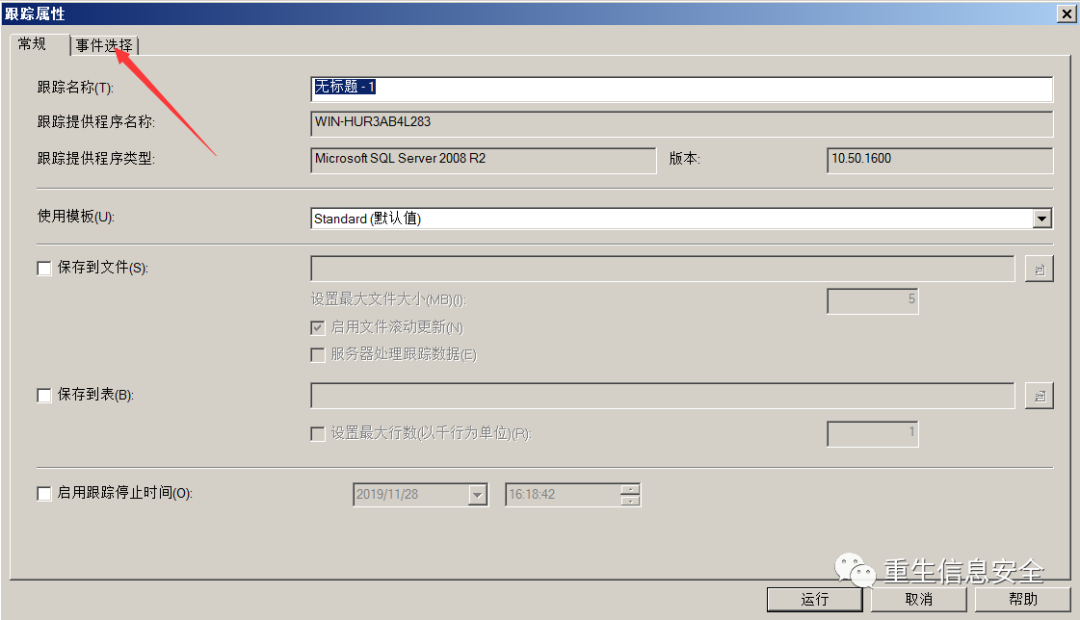 跟踪属性
常规 事件选择
跟踪名称(T): 无标题 - 1
跟踪提供程序名称: WIN-HUR3AB4L283
跟踪提供程序类型: Microsoft SQL Server 2008 R2 版本: 10.50.1600
使用模板(U): Standard (默认值)
保存到文件(S):
设置最大文件大小(MB)(I): 5
启用文件滚动更新(N)
服务器处理跟踪数据(E)
保存到表(B):
设置最大行数(以千行为单位)(R): 1
启用跟踪停止时间(O): 2019/11/28 16:18:42
重生信息安全
运行 取消 帮助